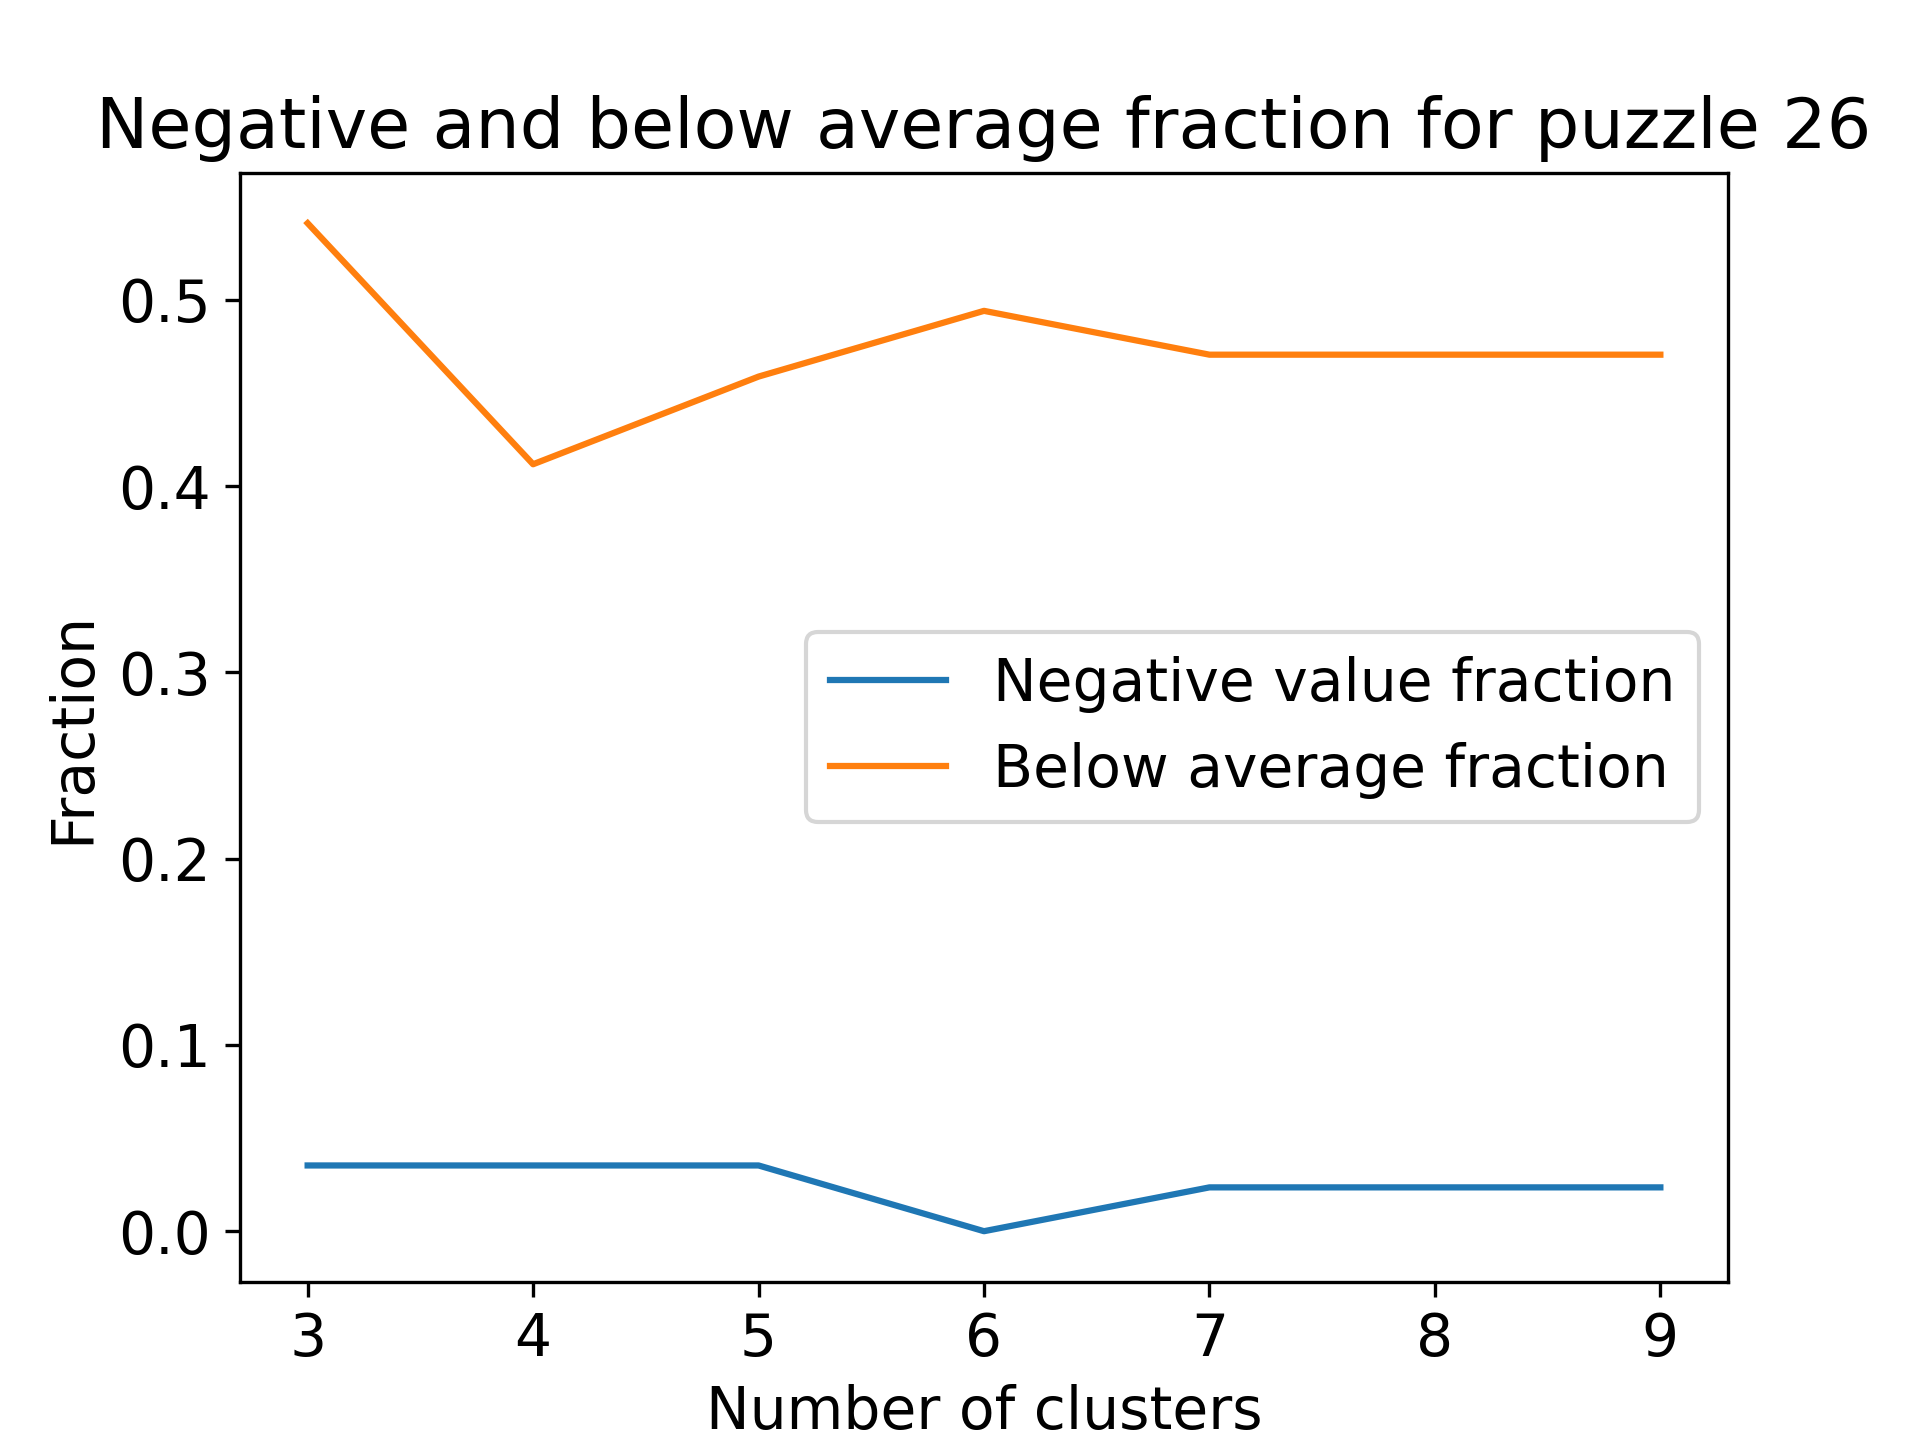 Negative and below average fraction for puzzle 26
0.5
0.4
0.3
0.2
0.1
0.0
Fraction
Negative value fraction
Below average fraction
3 4 5 6 7 8 9
Number of clusters